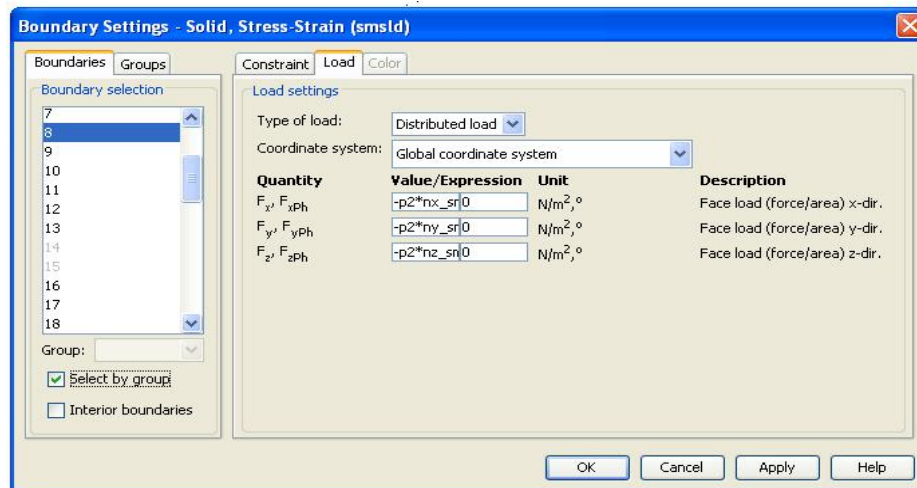 Boundary Settings - Solid, Stress-Strain (smsld)
Boundaries Groups
Boundary selection
7
8
9
10
11
12
13
14
15
16
17
18
Group:
Select by group
Interior boundaries
Constraint Load Color
Load settings
Type of load: Distributed load
Coordinate system: Global coordinate system
Quantity Value/Expression Unit Description
Fx, FxPh -p2*nx_sr 0 N/m², ° Face load (force/area) x-dir.
Fy, FyPh -p2*ny_sr 0 N/m², ° Face load (force/area) y-dir.
Fz, FzPh -p2*nz_sn 0 N/m², ° Face load (force/area) z-dir.
OK Cancel Apply Help